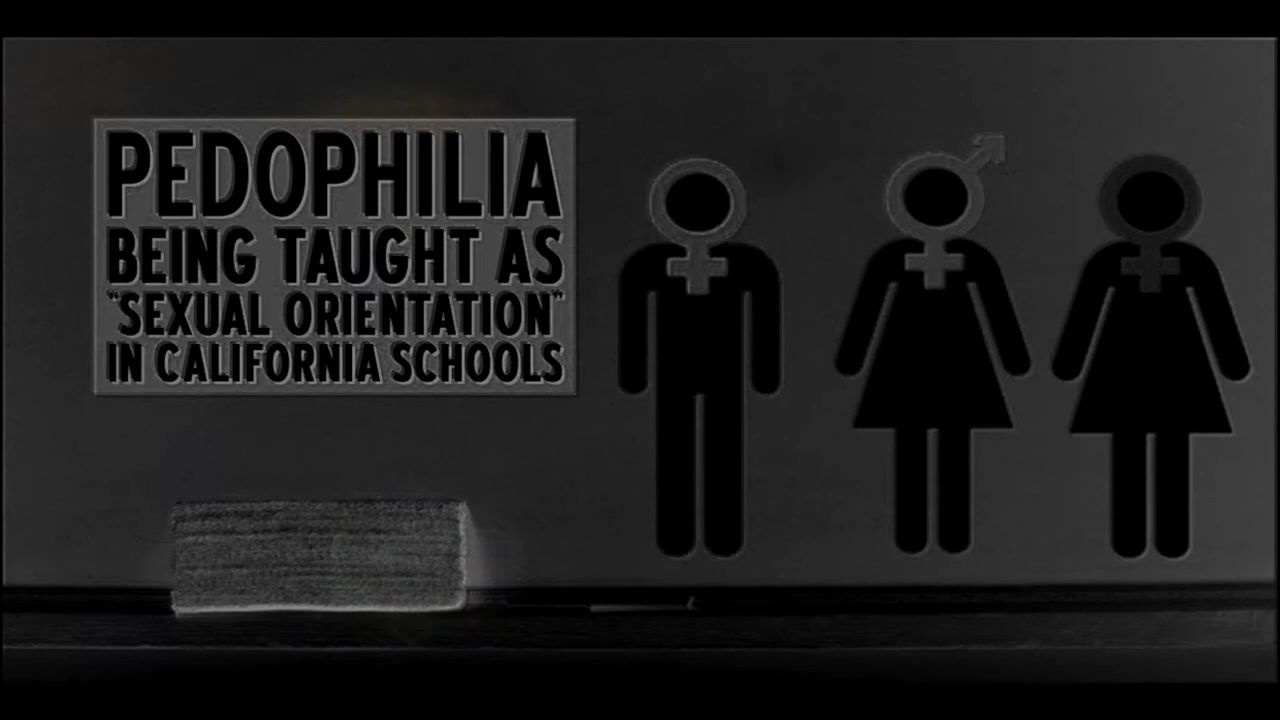 PEDOPHILIA
BEING TAUGHT AS
"SEXUAL ORIENTATION"
IN CALIFORNIA SCHOOLS